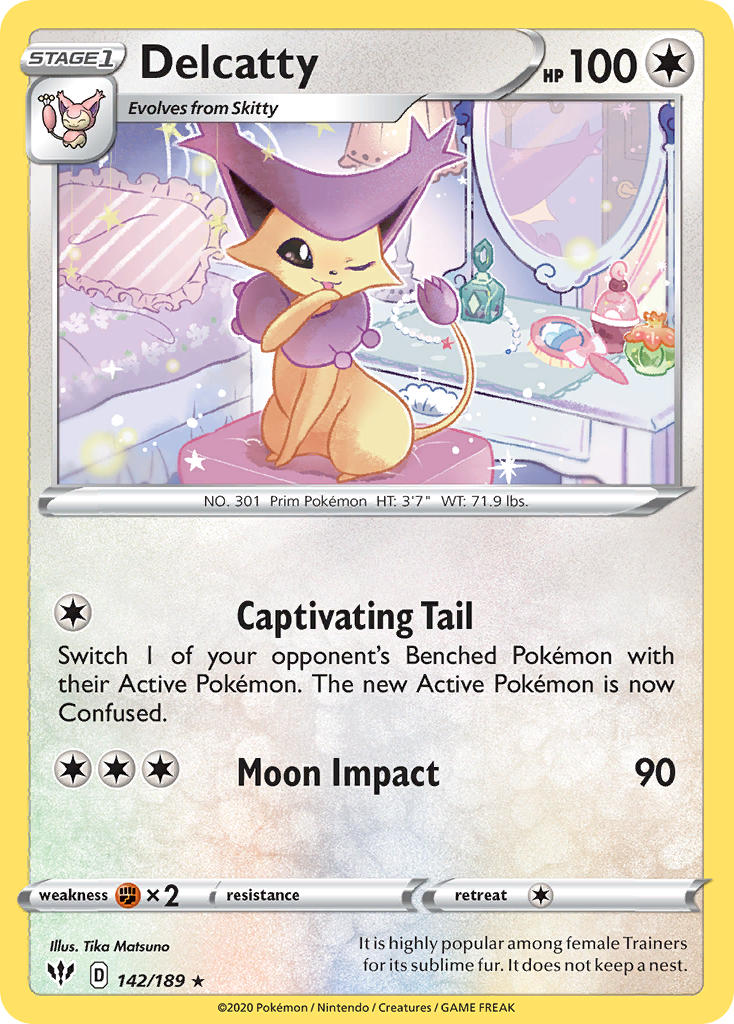 STAGE 1
Delcatty
HP 100
Evolves from Skitty
NO. 301 Prim Pokémon HT: 3'7" WT: 71.9 lbs.
Captivating Tail
Switch 1 of your opponent's Benched Pokémon with
their Active Pokémon. The new Active Pokémon is now
Confused.
Moon Impact 90
weakness ×2 resistance retreat
Illus. Tika Matsuno
It is highly popular among female Trainers
for its sublime fur. It does not keep a nest.
D 142/189 ★
©2020 Pokémon / Nintendo / Creatures / GAME FREAK